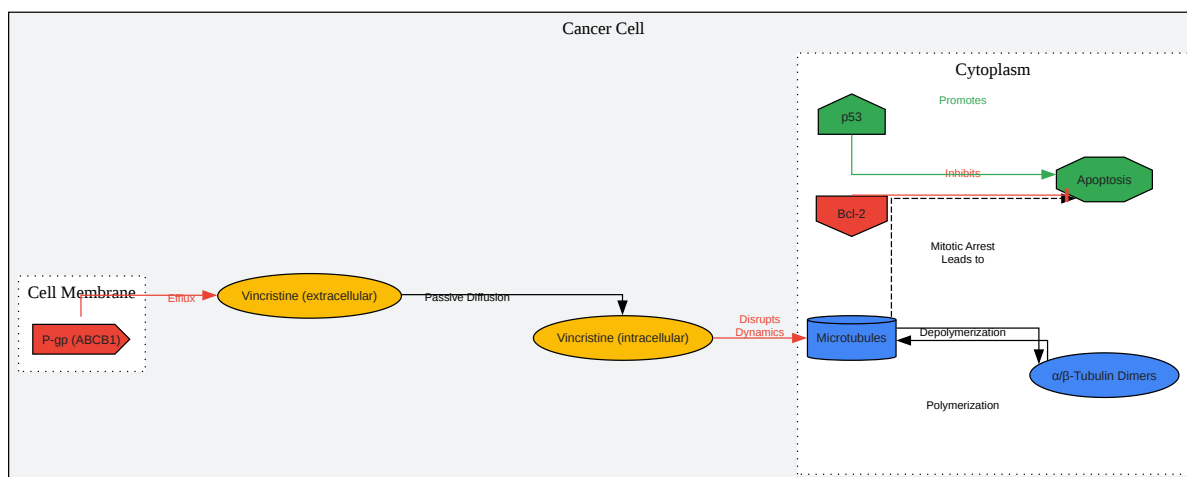 Cancer Cell
Cytoplasm
Promotes
p53
Inhibits
Apoptosis
Bcl-2
Mitotic Arrest
Leads to
Cell Membrane
Efflux
Vincristine (extracellular)
Passive Diffusion
P-gp (ABCB1)
Vincristine (intracellular)
Disrupts
Dynamics
Microtubules
Depolymerization
α/β-Tubulin Dimers
Polymerization